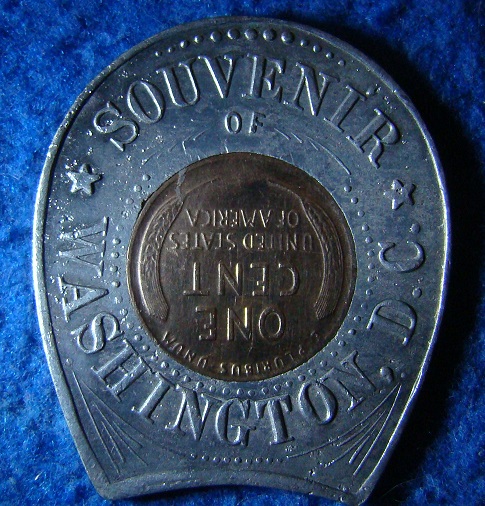 SOUVENIR
OF
WASHINGTON, D.C.
E·PLURIBUS·UNUM
ONE
CENT
UNITED STATES
OF AMERICA